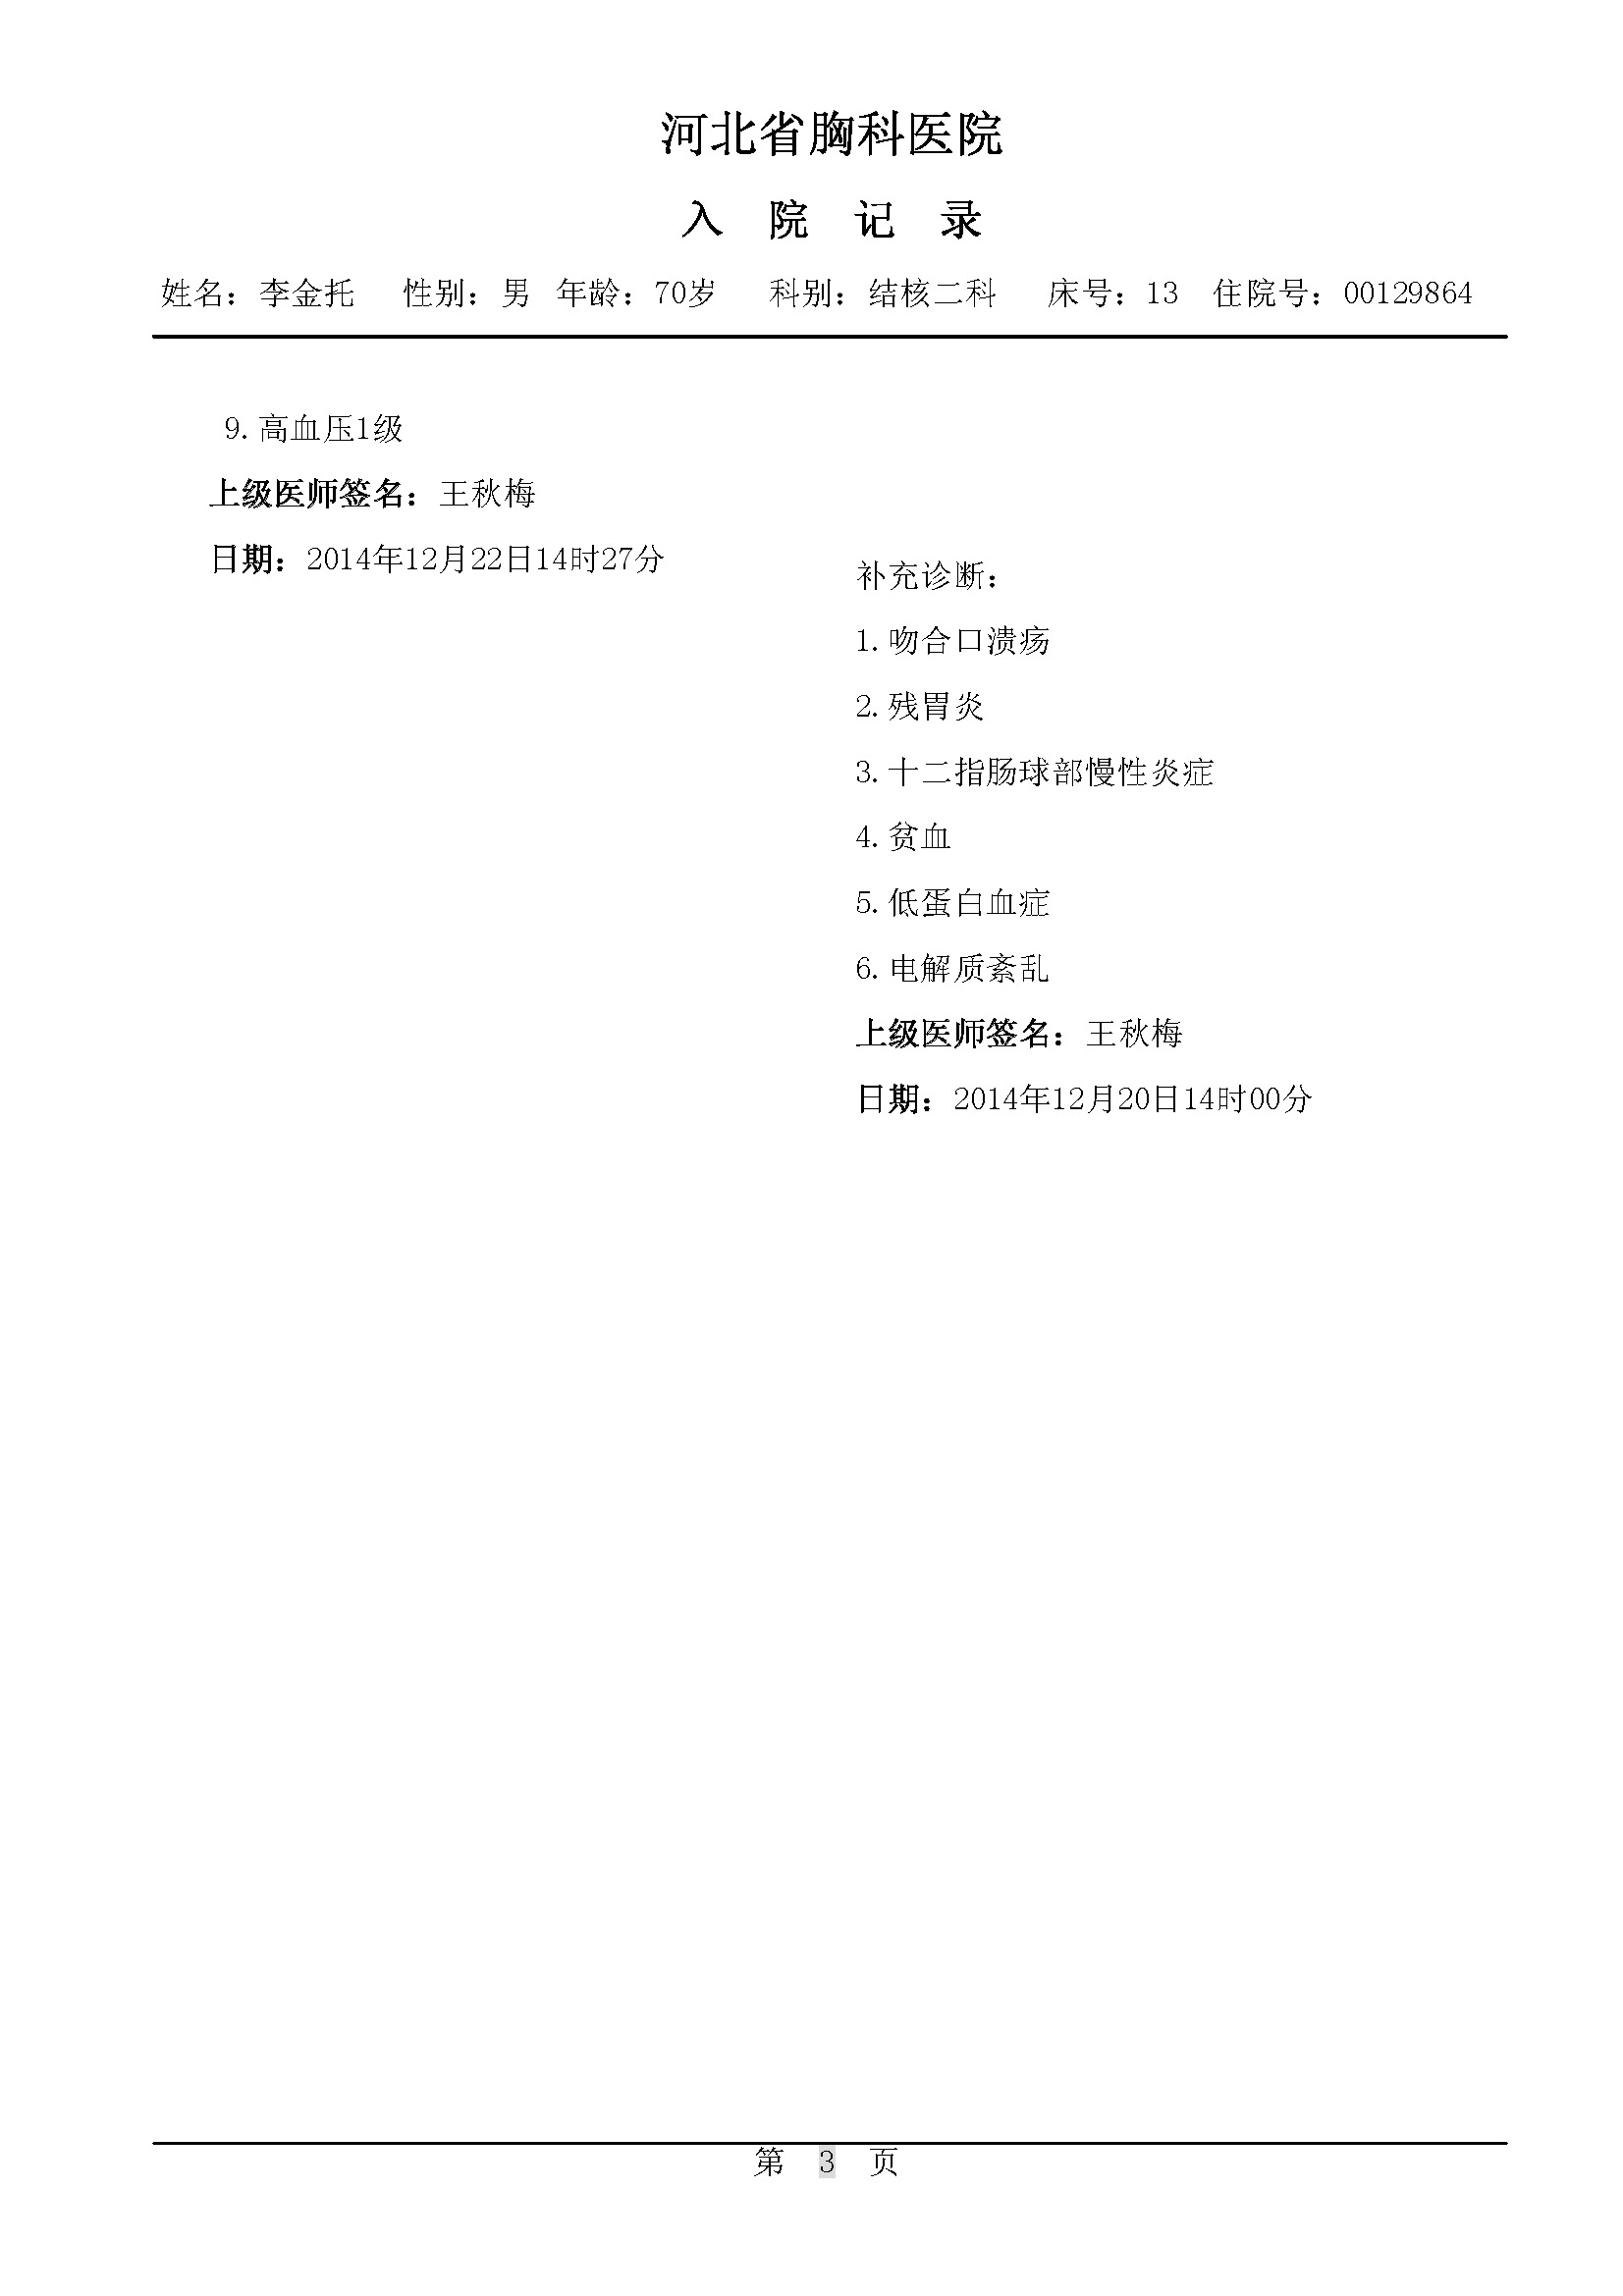 河北省胸科医院
入 院 记 录
姓名：李金托 性别：男 年龄：70岁 科别：结核二科 床号：13 住院号：00129864
9.高血压1级
上级医师签名：王秋梅
日期：2014年12月22日14时27分
补充诊断：
1.吻合口溃疡
2.残胃炎
3.十二指肠球部慢性炎症
4.贫血
5.低蛋白血症
6.电解质紊乱
上级医师签名：王秋梅
日期：2014年12月20日14时00分
第 3 页